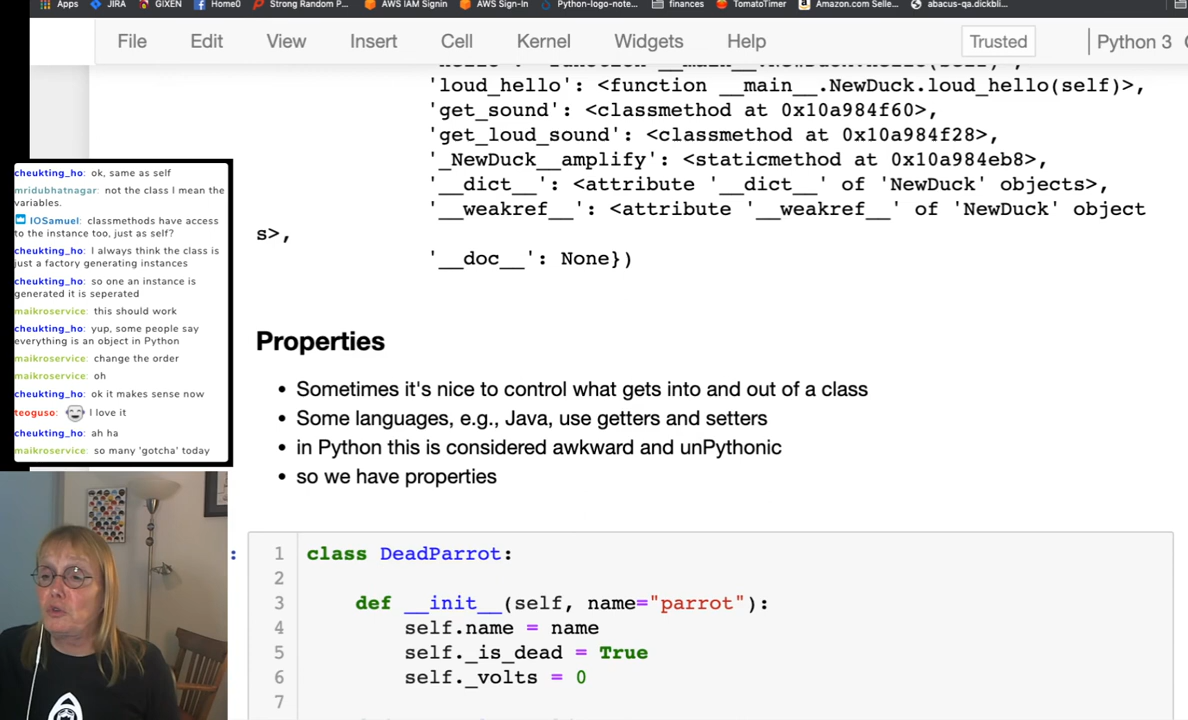 Apps JIRA GIXEN Home0 Strong Random P... AWS IAM Signin AWS Sign-In Python-logo-note... finances TomatoTimer Amazon.com Selle... abacus-qa.dickbli...
File Edit View Insert Cell Kernel Widgets Help Trusted Python 3
'loud_hello': <function __main__.NewDuck.loud_hello(self)>,
'get_sound': <classmethod at 0x10a984f60>,
'get_loud_sound': <classmethod at 0x10a984f28>,
'_NewDuck__amplify': <staticmethod at 0x10a984eb8>,
'__dict__': <attribute '__dict__' of 'NewDuck' objects>,
'__weakref__': <attribute '__weakref__' of 'NewDuck' object
s>,
'__doc__': None})
cheukting_ho: ok, same as self
mridubhatnagar: not the class I mean the
variables.
IOSamuel: classmethods have access
to the instance too, just as self?
cheukting_ho: I always think the class is
just a factory generating instances
cheukting_ho: so one an instance is
generated it is seperated
maikroservice: this should work
cheukting_ho: yup, some people say
everything is an object in Python
maikroservice: change the order
maikroservice: oh
cheukting_ho: ok it makes sense now
teoguso: I love it
cheukting_ho: ah ha
maikroservice: so many 'gotcha' today
Properties
• Sometimes it's nice to control what gets into and out of a class
• Some languages, e.g., Java, use getters and setters
• in Python this is considered awkward and unPythonic
• so we have properties
: 1 class DeadParrot:
2
3 def __init__(self, name="parrot"):
4 self.name = name
5 self._is_dead = True
6 self._volts = 0
7